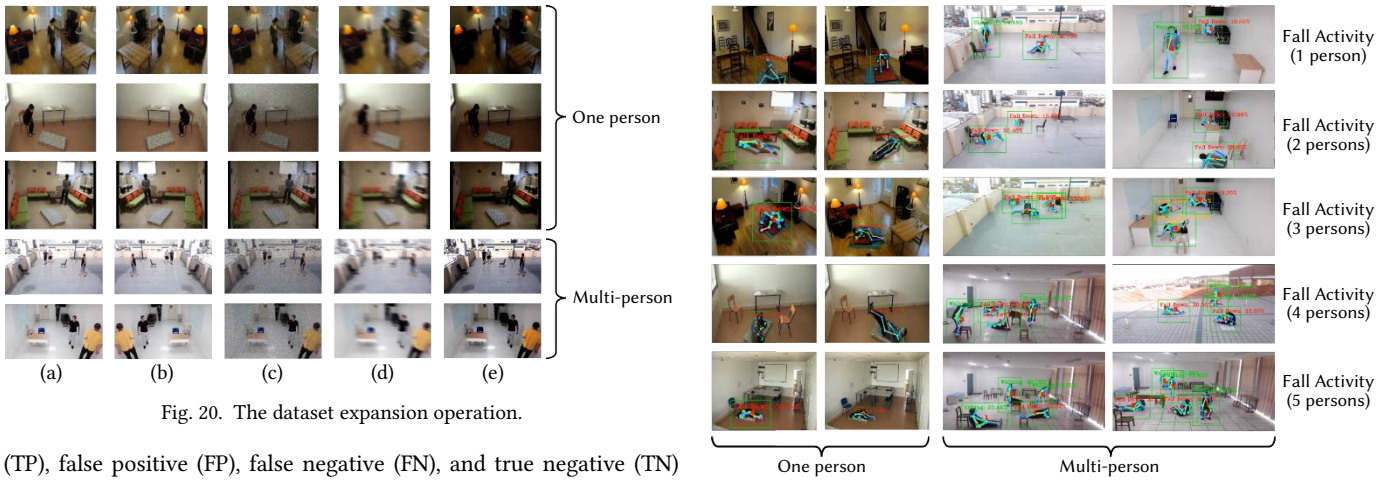 One person
Multi-person
(a) (b) (c) (d) (e)
Fig. 20. The dataset expansion operation.
(TP), false positive (FP), false negative (FN), and true negative (TN)
Fall Activity
(1 person)
Fall Activity
(2 persons)
Fall Activity
(3 persons)
Fall Activity
(4 persons)
Fall Activity
(5 persons)
One person
Multi-person